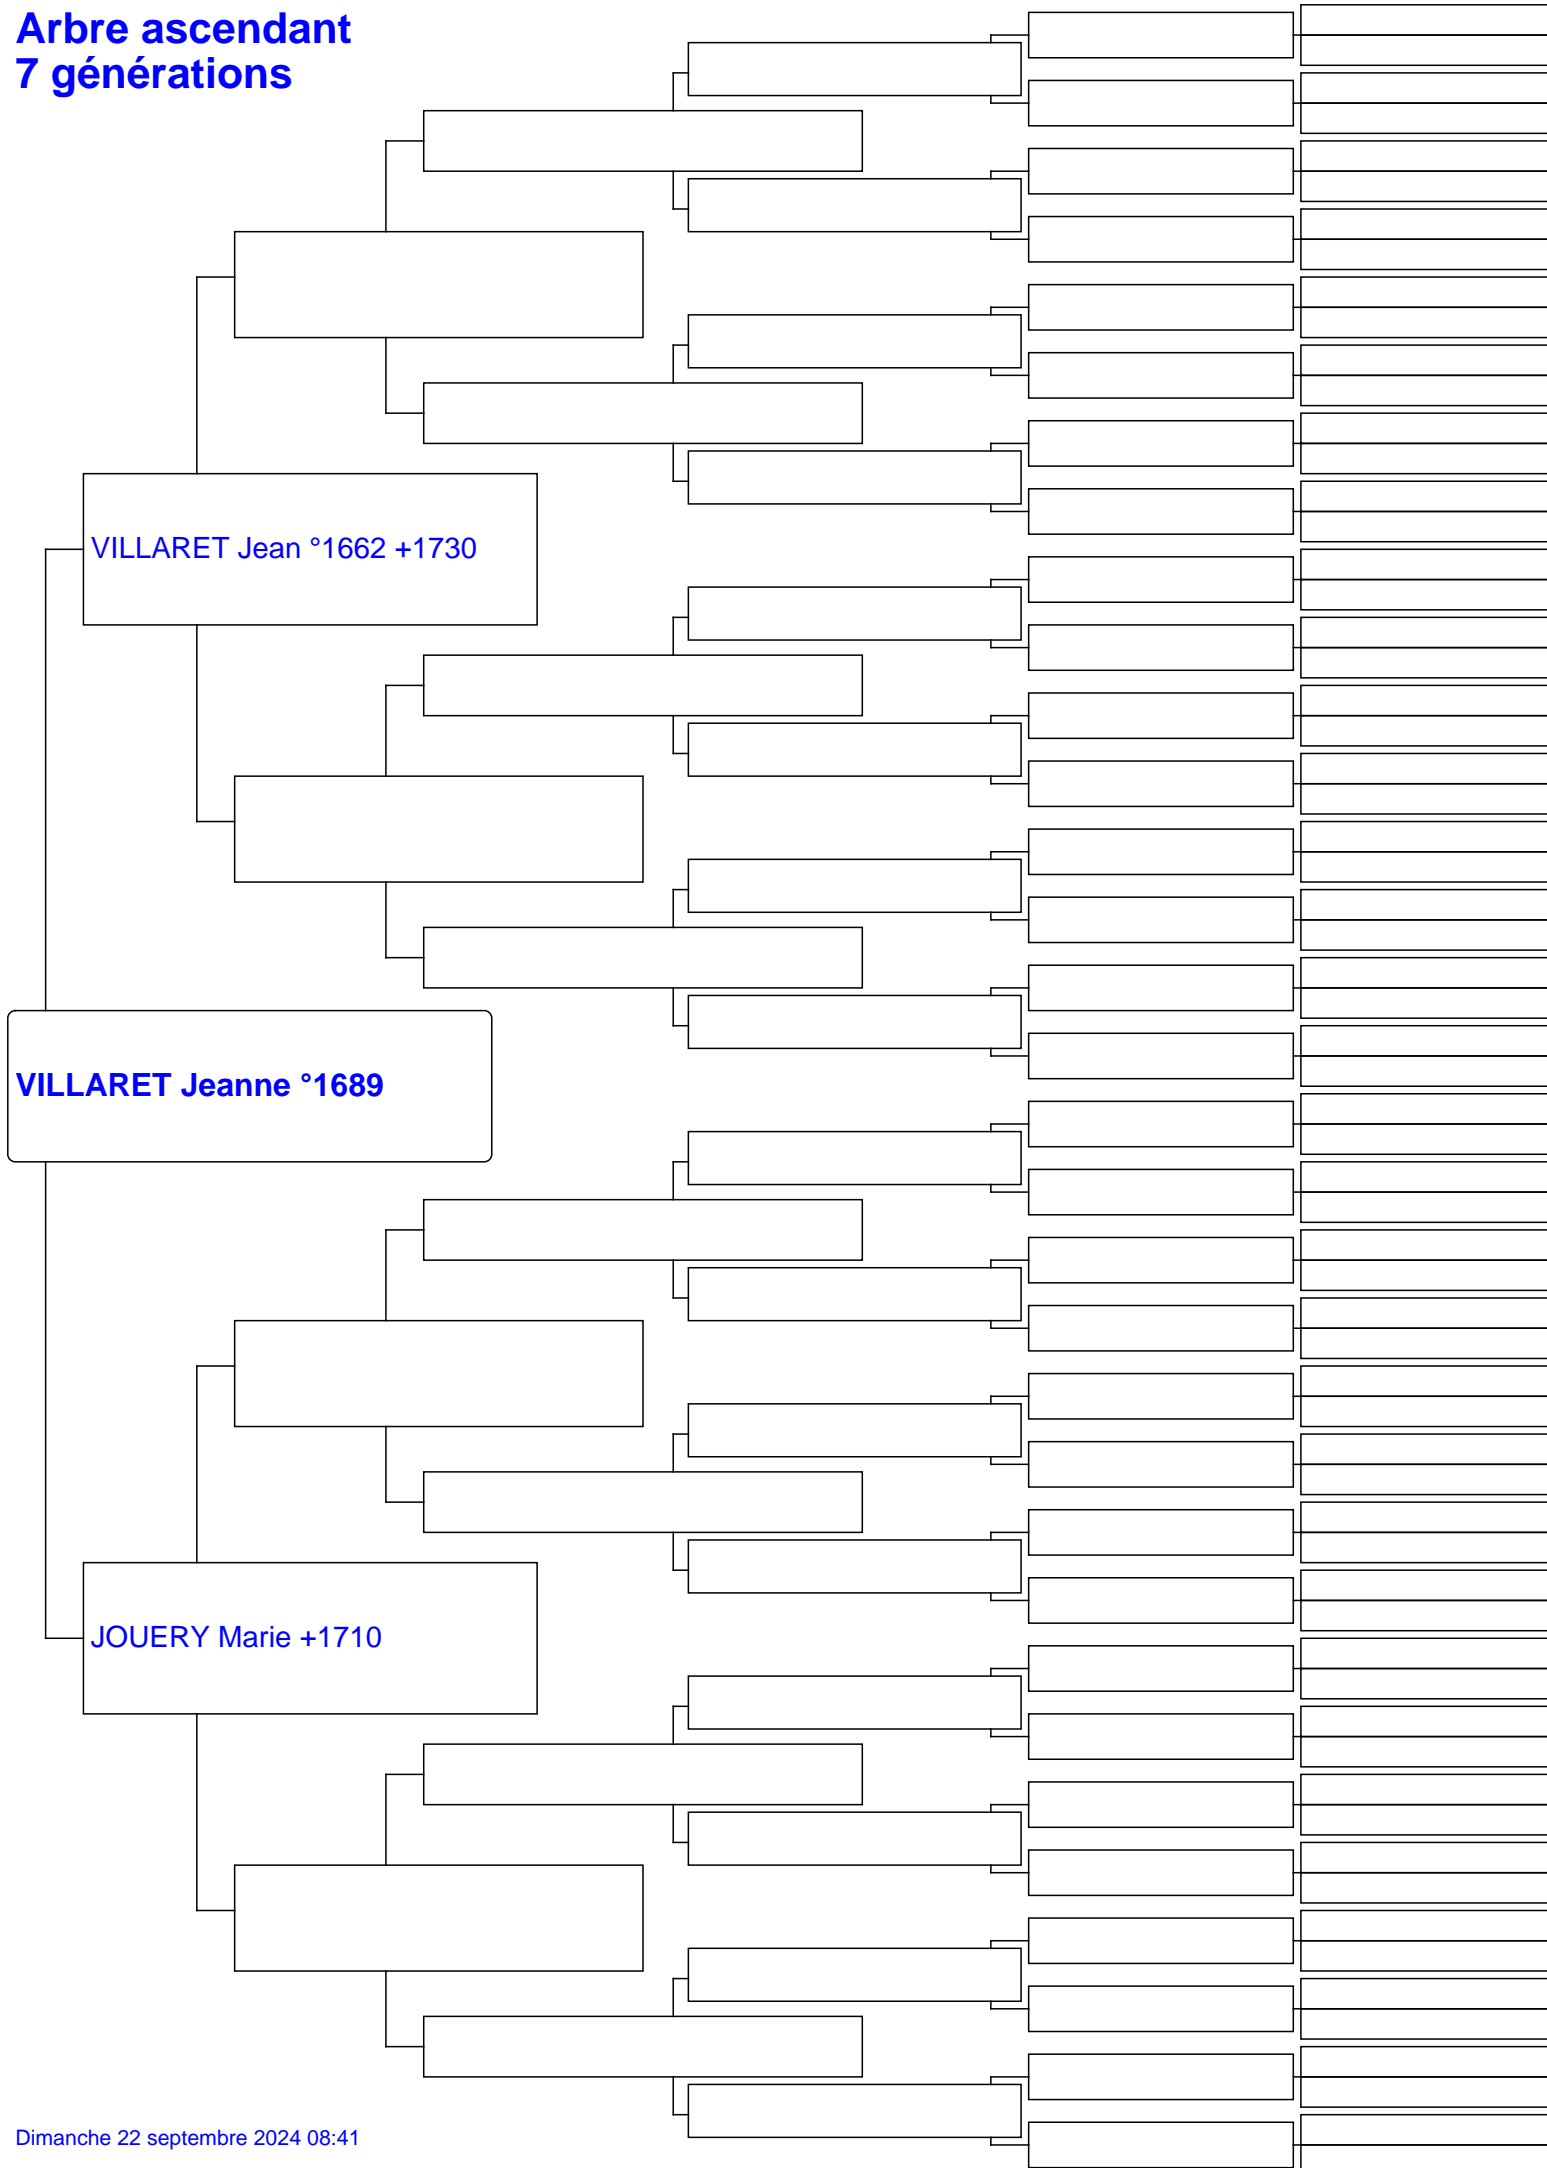 Arbre ascendant
7 générations
VILLARET Jean °1662 +1730
VILLARET Jeanne °1689
JOUERY Marie +1710
Dimanche 22 septembre 2024 08:41